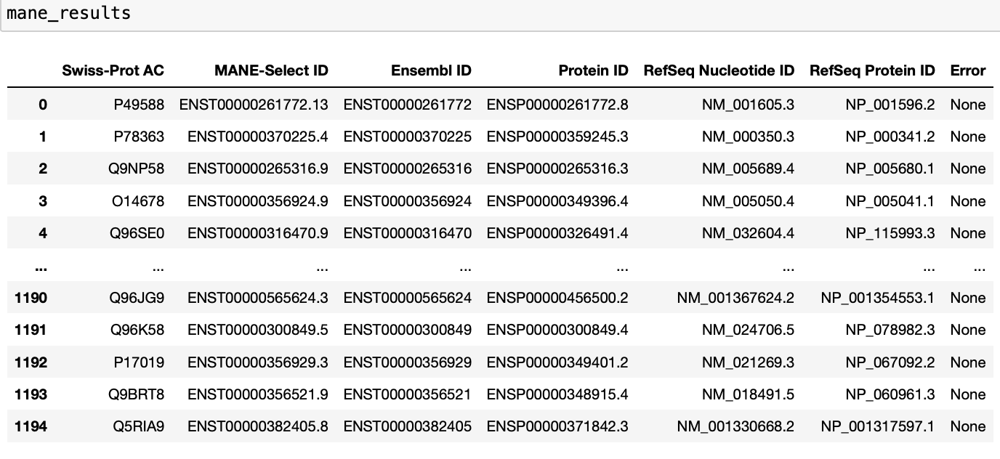 mane_results
Swiss-Prot AC MANE-Select ID Ensembl ID Protein ID RefSeq Nucleotide ID RefSeq Protein ID Error
0 P49588 ENST00000261772.13 ENST00000261772 ENSP00000261772.8 NM_001605.3 NP_001596.2 None
1 P78363 ENST00000370225.4 ENST00000370225 ENSP00000359245.3 NM_000350.3 NP_000341.2 None
2 Q9NP58 ENST00000265316.9 ENST00000265316 ENSP00000265316.3 NM_005689.4 NP_005680.1 None
3 O14678 ENST00000356924.9 ENST00000356924 ENSP00000349396.4 NM_005050.4 NP_005041.1 None
4 Q96SE0 ENST00000316470.9 ENST00000316470 ENSP00000326491.4 NM_032604.4 NP_115993.3 None
... ... ... ... ... ... ... ...
1190 Q96JG9 ENST00000565624.3 ENST00000565624 ENSP00000456500.2 NM_001367624.2 NP_001354553.1 None
1191 Q96K58 ENST00000300849.5 ENST00000300849 ENSP00000300849.4 NM_024706.5 NP_078982.3 None
1192 P17019 ENST00000356929.3 ENST00000356929 ENSP00000349401.2 NM_021269.3 NP_067092.2 None
1193 Q9BRT8 ENST00000356521.9 ENST00000356521 ENSP00000348915.4 NM_018491.5 NP_060961.3 None
1194 Q5RIA9 ENST00000382405.8 ENST00000382405 ENSP00000371842.3 NM_001330668.2 NP_001317597.1 None